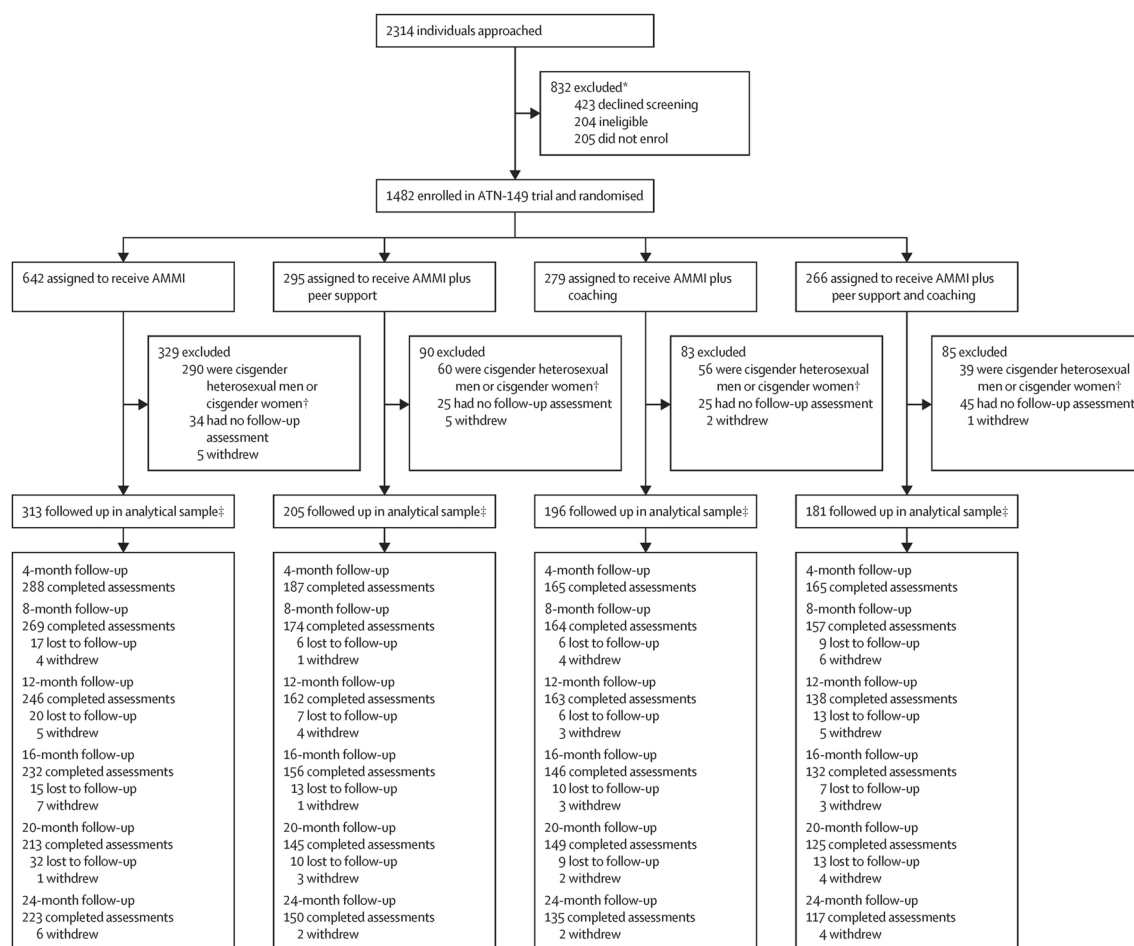 2314 individuals approached
832 excluded*
423 declined screening
204 ineligible
205 did not enrol
1482 enrolled in ATN-149 trial and randomised
642 assigned to receive AMMI
295 assigned to receive AMMI plus
peer support
279 assigned to receive AMMI plus
coaching
266 assigned to receive AMMI plus
peer support and coaching
329 excluded
290 were cisgender
heterosexual men or
cisgender women†
34 had no follow-up
assessment
5 withdrew
90 excluded
60 were cisgender heterosexual
men or cisgender women†
25 had no follow-up assessment
5 withdrew
83 excluded
56 were cisgender heterosexual
men or cisgender women†
25 had no follow-up assessment
2 withdrew
85 excluded
39 were cisgender heterosexual
men or cisgender women†
45 had no follow-up assessment
1 withdrew
313 followed up in analytical sample‡
205 followed up in analytical sample‡
196 followed up in analytical sample‡
181 followed up in analytical sample‡
4-month follow-up
288 completed assessments
8-month follow-up
269 completed assessments
17 lost to follow-up
4 withdrew
12-month follow-up
246 completed assessments
20 lost to follow-up
5 withdrew
16-month follow-up
232 completed assessments
15 lost to follow-up
7 withdrew
20-month follow-up
213 completed assessments
32 lost to follow-up
1 withdrew
24-month follow-up
223 completed assessments
6 withdrew
4-month follow-up
187 completed assessments
8-month follow-up
174 completed assessments
6 lost to follow-up
1 withdrew
12-month follow-up
162 completed assessments
7 lost to follow-up
4 withdrew
16-month follow-up
156 completed assessments
13 lost to follow-up
1 withdrew
20-month follow-up
145 completed assessments
10 lost to follow-up
3 withdrew
24-month follow-up
150 completed assessments
2 withdrew
4-month follow-up
165 completed assessments
8-month follow-up
164 completed assessments
6 lost to follow-up
4 withdrew
12-month follow-up
163 completed assessments
6 lost to follow-up
3 withdrew
16-month follow-up
146 completed assessments
10 lost to follow-up
3 withdrew
20-month follow-up
149 completed assessments
9 lost to follow-up
2 withdrew
24-month follow-up
135 completed assessments
2 withdrew
4-month follow-up
165 completed assessments
8-month follow-up
157 completed assessments
9 lost to follow-up
6 withdrew
12-month follow-up
138 completed assessments
13 lost to follow-up
5 withdrew
16-month follow-up
132 completed assessments
7 lost to follow-up
3 withdrew
20-month follow-up
125 completed assessments
13 lost to follow-up
4 withdrew
24-month follow-up
117 completed assessments
4 withdrew